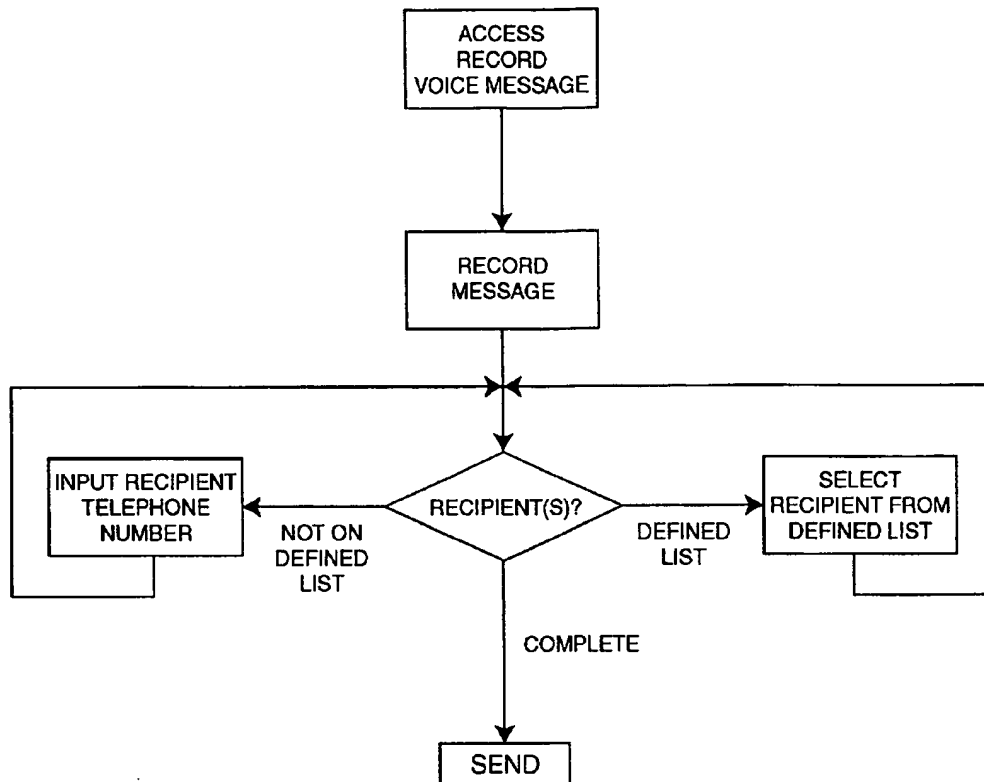 ACCESS
RECORD
VOICE MESSAGE
RECORD
MESSAGE
INPUT RECIPIENT
TELEPHONE
NUMBER
NOT ON
DEFINED
LIST
RECIPIENT(S)?
DEFINED
LIST
SELECT
RECIPIENT FROM
DEFINED LIST
COMPLETE
SEND